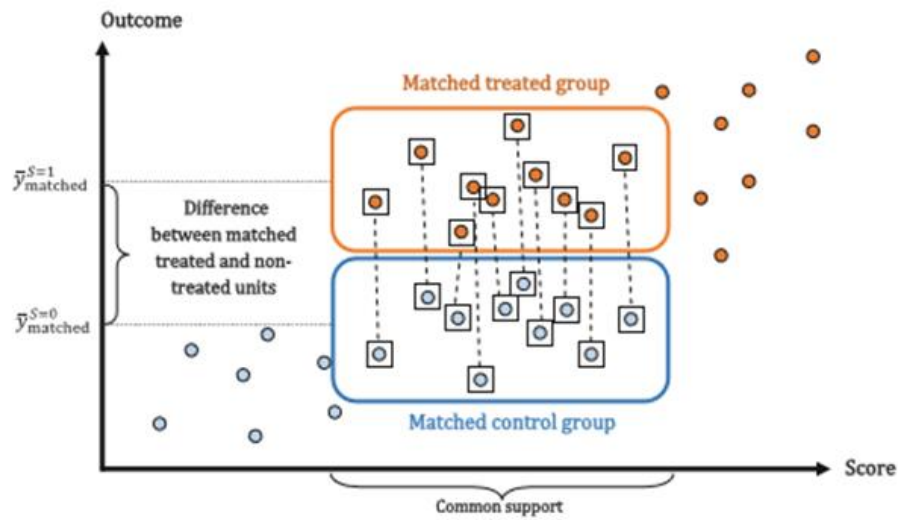 Outcome
Matched treated group
ȳ^{S=1}_{matched}
Difference
between matched
treated and non-
treated units
ȳ^{S=0}_{matched}
Matched control group
Score
Common support